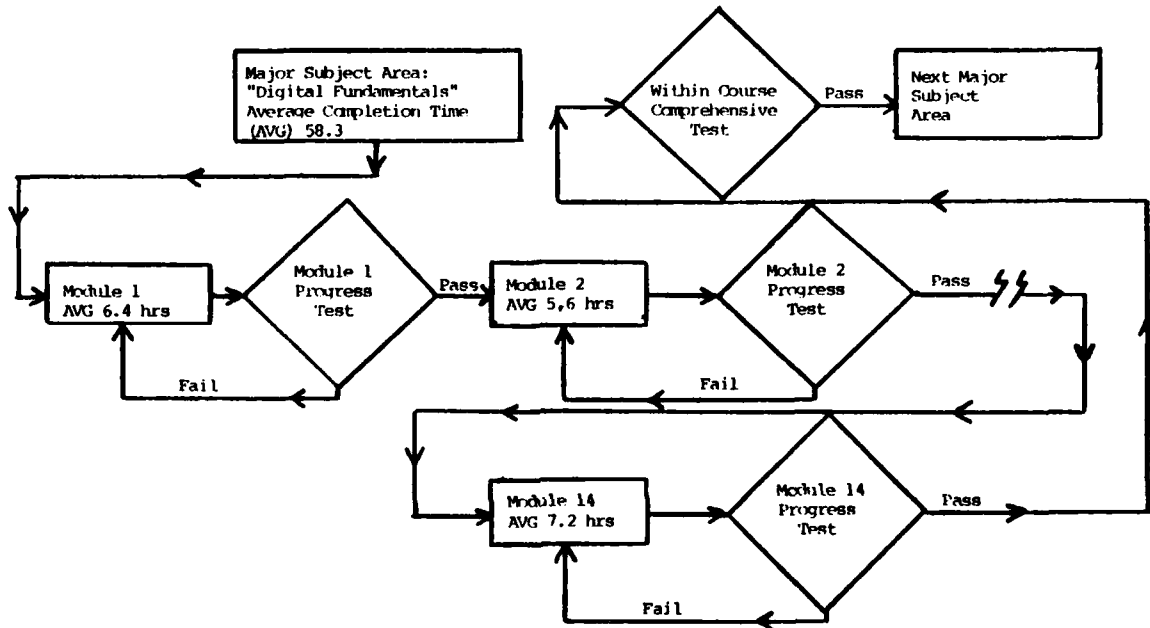 Major Subject Area:
"Digital Fundamentals"
Average Completion Time
(AVG) 58.3
Within Course
Comprehensive
Test
Pass
Next Major
Subject
Area
Module 1
AVG 6.4 hrs
Module 1
Progress
Test
Pass
Fail
Module 2
AVG 5,6 hrs
Module 2
Progress
Test
Pass
Fail
Module 14
AVG 7.2 hrs
Module 14
Progress
Test
Pass
Fail